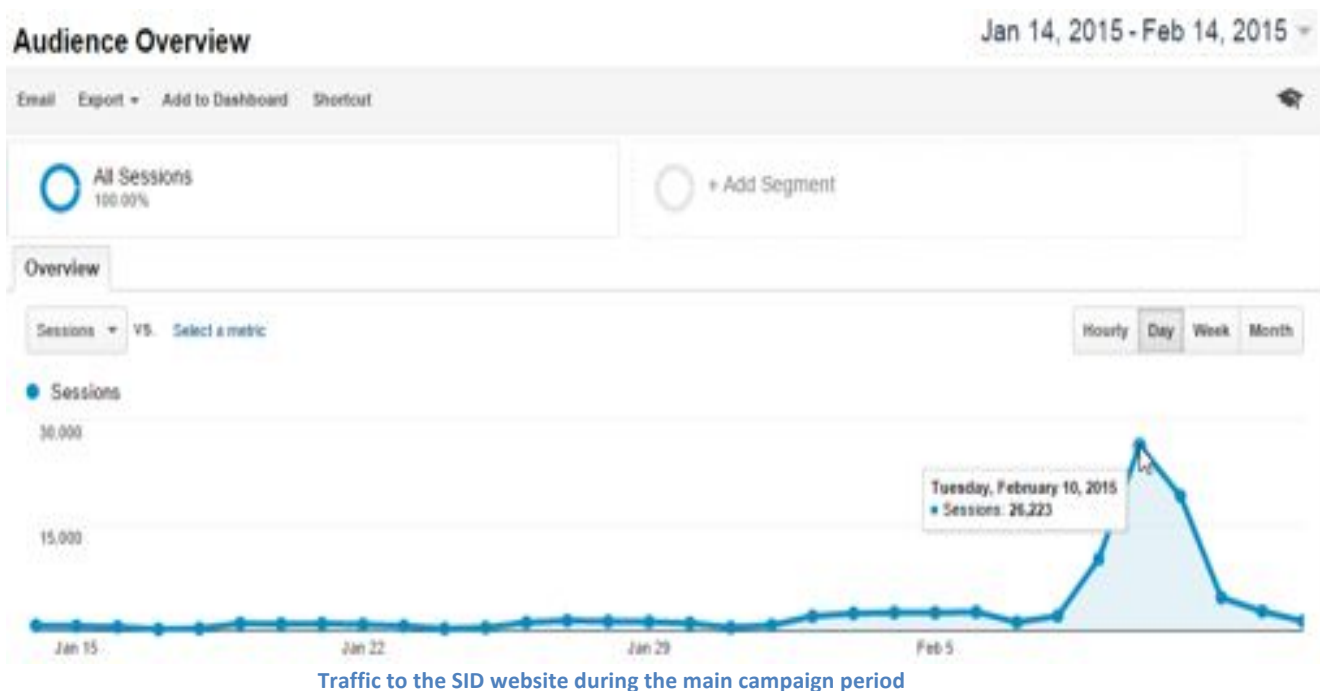 Audience Overview
Jan 14, 2015 - Feb 14, 2015
Email Export Add to Dashboard Shortcut
All Sessions
100.00%
+ Add Segment
Overview
Sessions VS. Select a metric
Hourly Day Week Month
Sessions
30,000
Tuesday, February 10, 2015
Sessions: 26,223
15,000
Jan 15 Jan 22 Jan 29 Feb 5
Traffic to the SID website during the main campaign period